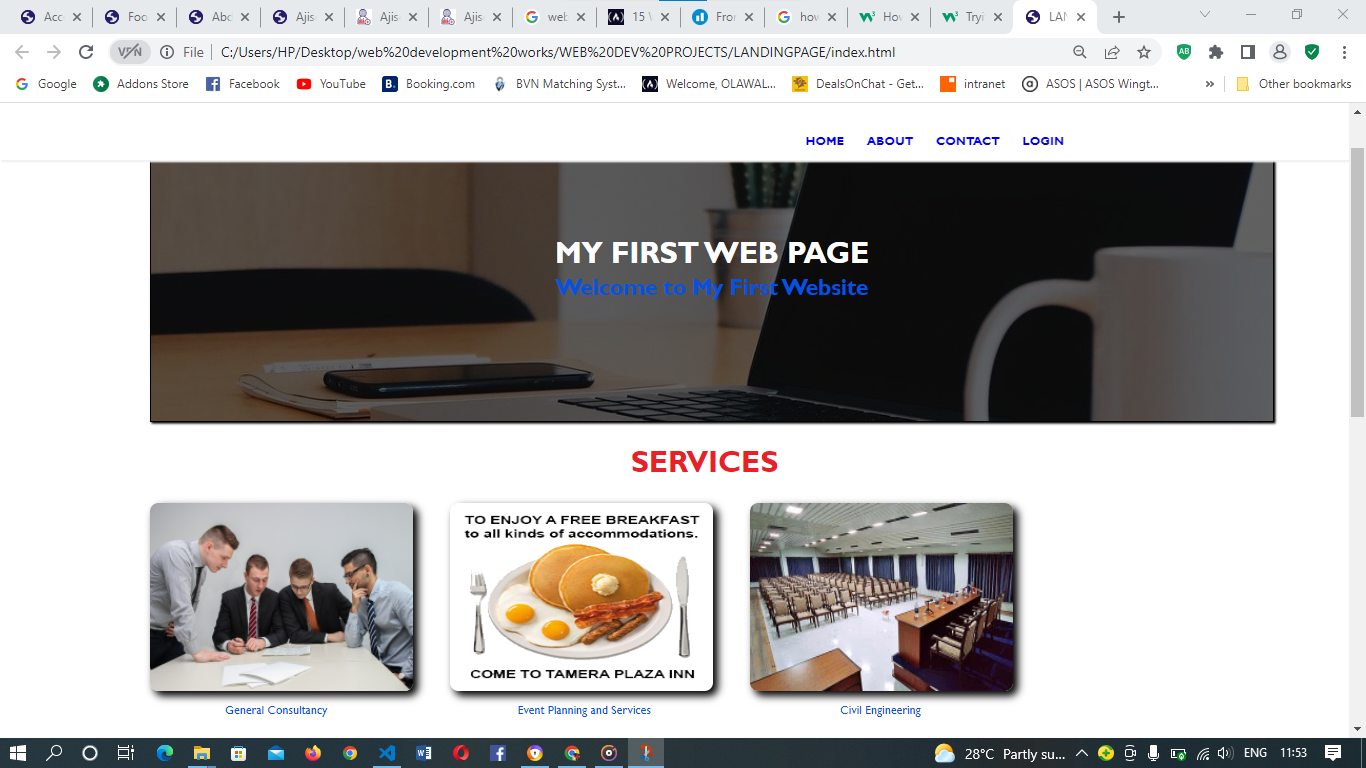 Acc
Foo
Abo
Ajis
Ajis
Ajis
web
15
Fror
how
How
Tryi
LAN
VPN
File
C:/Users/HP/Desktop/web%20development%20works/WEB%20DEV%20PROJECTS/LANDINGPAGE/index.html
Google
Addons Store
Facebook
YouTube
B. Booking.com
BVN Matching Syst...
Welcome, OLAWAL...
DealsOnChat - Get...
intranet
ASOS | ASOS Wingt...
»
Other bookmarks
HOME
ABOUT
CONTACT
LOGIN
MY FIRST WEB PAGE
Welcome to My First Website
SERVICES
TO ENJOY A FREE BREAKFAST
to all kinds of accommodations.
COME TO TAMERA PLAZA INN
General Consultancy
Event Planning and Services
Civil Engineering
28°C Partly su...
ENG
11:53